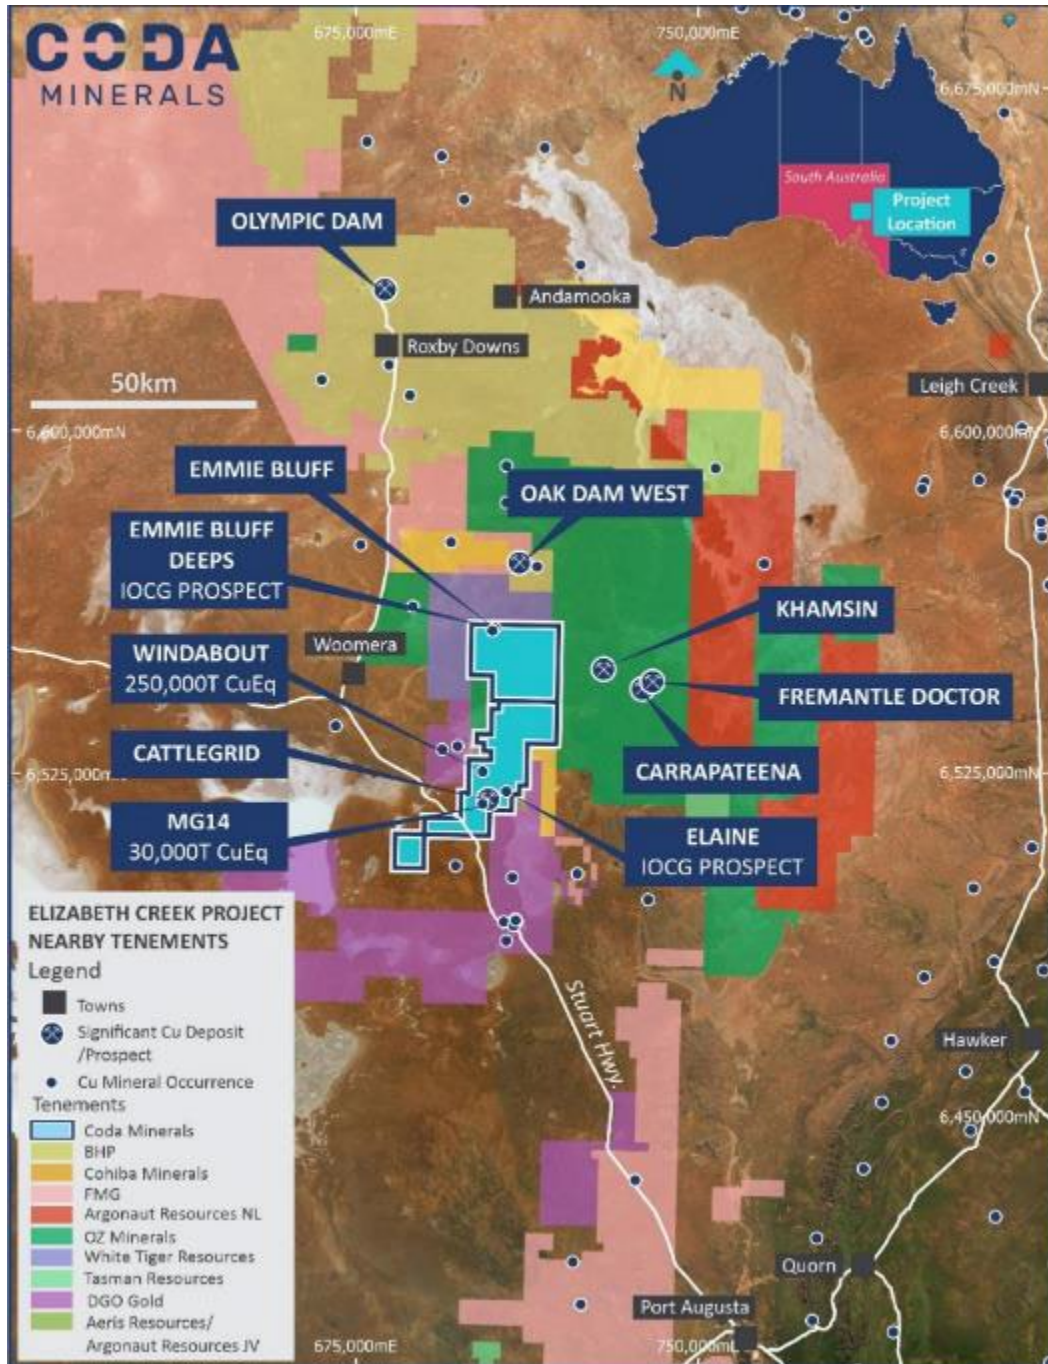 CODA
MINERALS
675,000mE
750,000mE
N
6,675,000mN
South Australia
Project
Location
OLYMPIC DAM
Andamooka
Roxby Downs
Leigh Creek
50km
6,600,000mN
6,600,000mN
EMMIE BLUFF
OAK DAM WEST
EMMIE BLUFF
DEEPS
IOCG PROSPECT
KHAMSIN
Woomera
WINDABOUT
250,000T CuEq
FREMANTLE DOCTOR
CATTLEGRID
CARRAPATEENA
6,525,000mN
6,525,000mN
MG14
30,000T CuEq
ELAINE
IOCG PROSPECT
ELIZABETH CREEK PROJECT
NEARBY TENEMENTS
Legend
Towns
Significant Cu Deposit
/Prospect
Cu Mineral Occurrence
Tenements
Coda Minerals
BHP
Cohiba Minerals
FMG
Argonaut Resources NL
OZ Minerals
White Tiger Resources
Tasman Resources
DGO Gold
Aeris Resources/
Argonaut Resources JV
Stuart Hwy.
Hawker
6,450,000mN
Quorn
Port Augusta
675,000mE
750,000mE